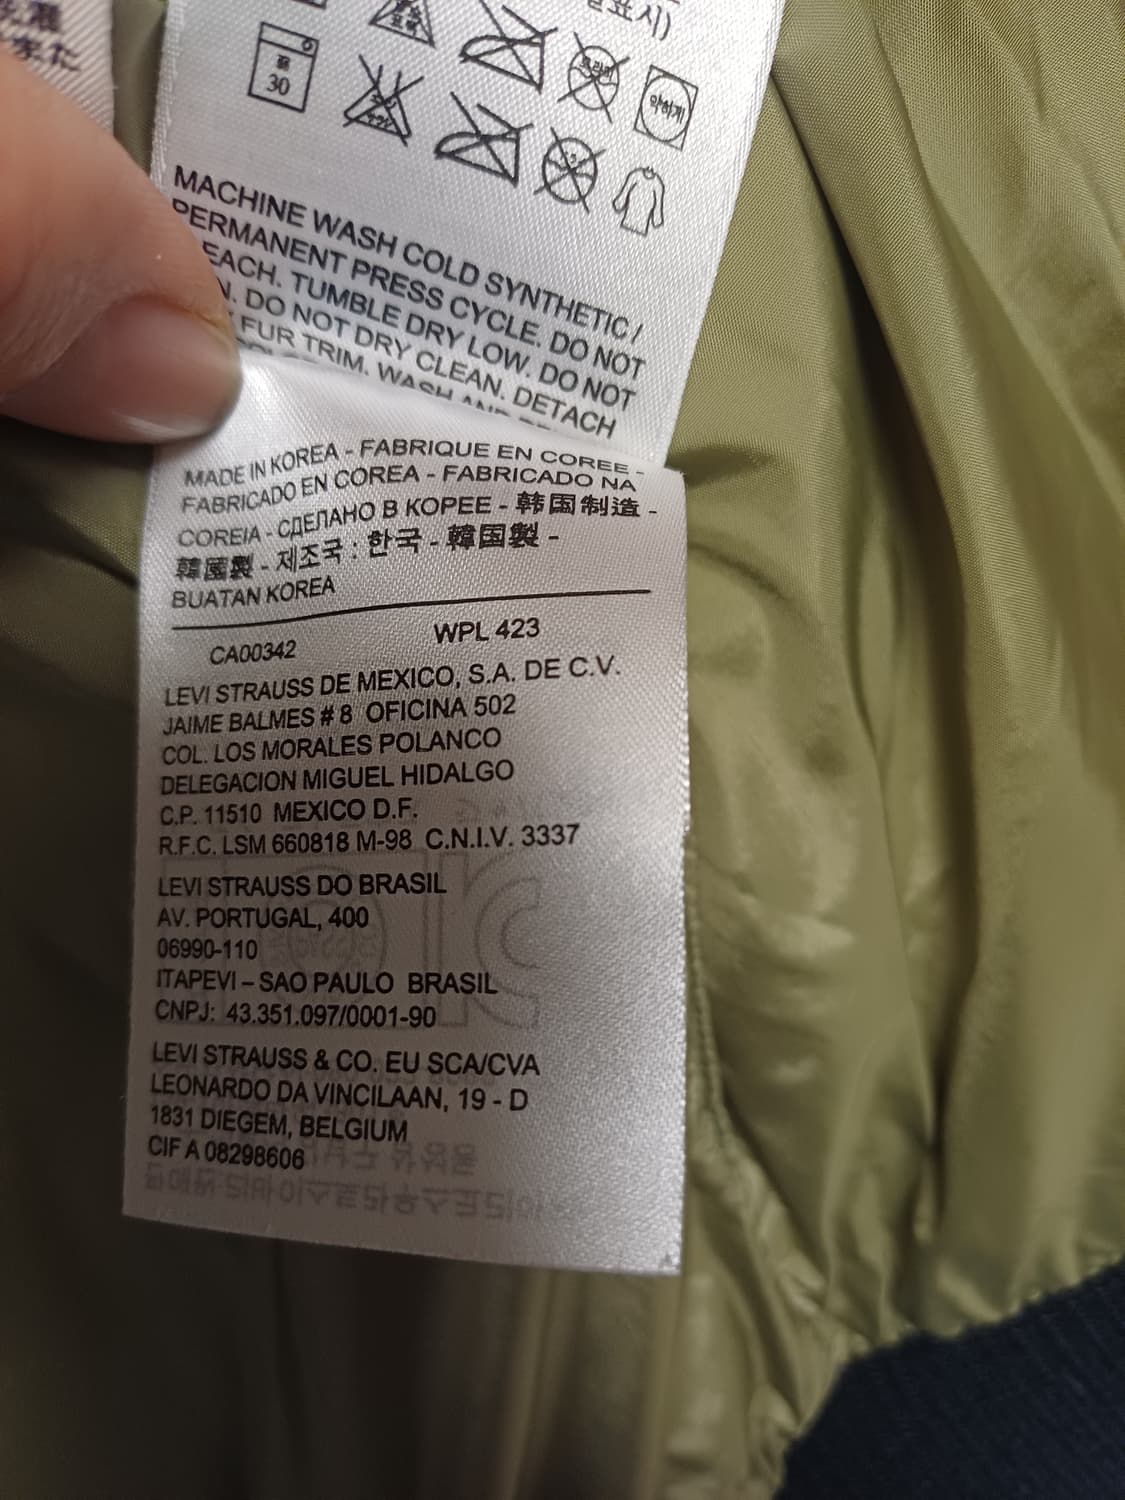 약하게
30
MACHINE WASH COLD SYNTHETIC /
PERMANENT PRESS CYCLE. DO NOT
EACH. TUMBLE DRY LOW. DO NOT
N. DO NOT DRY CLEAN. DETACH
FUR TRIM. WASH AND
MADE IN KOREA - FABRIQUE EN COREE -
FABRICADO EN COREA - FABRICADO NA
COREIA - СДЕЛАНО В КОРЕЕ - 韩国制造 -
韓國製 - 제조국 : 한국 - 韓国製 -
BUATAN KOREA
CA00342 WPL 423
LEVI STRAUSS DE MEXICO, S.A. DE C.V.
JAIME BALMES # 8 OFICINA 502
COL. LOS MORALES POLANCO
DELEGACION MIGUEL HIDALGO
C.P. 11510 MEXICO D.F.
R.F.C. LSM 660818 M-98 C.N.I.V. 3337
LEVI STRAUSS DO BRASIL
AV. PORTUGAL, 400
06990-110
ITAPEVI – SAO PAULO BRASIL
CNPJ: 43.351.097/0001-90
LEVI STRAUSS & CO. EU SCA/CVA
LEONARDO DA VINCILAAN, 19 - D
1831 DIEGEM, BELGIUM
CIF A 08298606